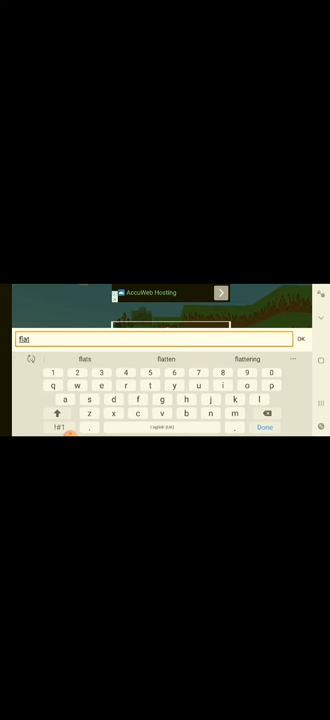 AccuWeb Hosting
flat
OK
flats flatten flattering ...
1 2 3 4 5 6 7 8 9 0
q w e r t y u i o p
a s d f g h j k l
z x c v b n m
!#1 , English (UK) . Done